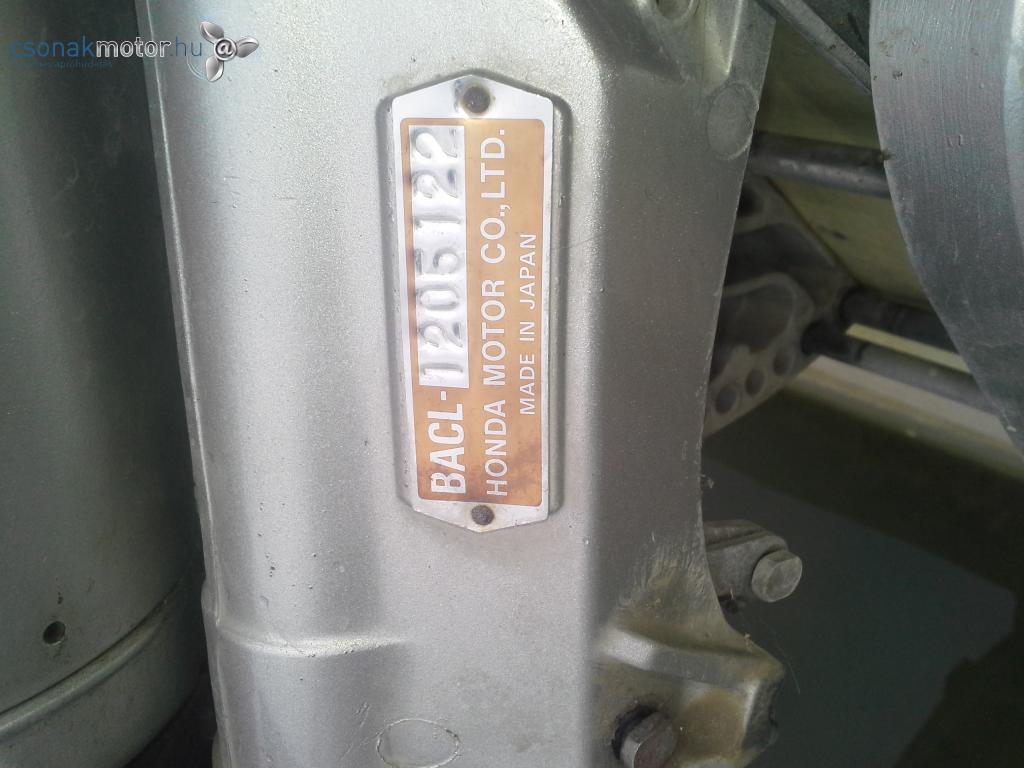 csonakmotor.hu
BACL-1205122
HONDA MOTOR CO.,LTD.
MADE IN JAPAN